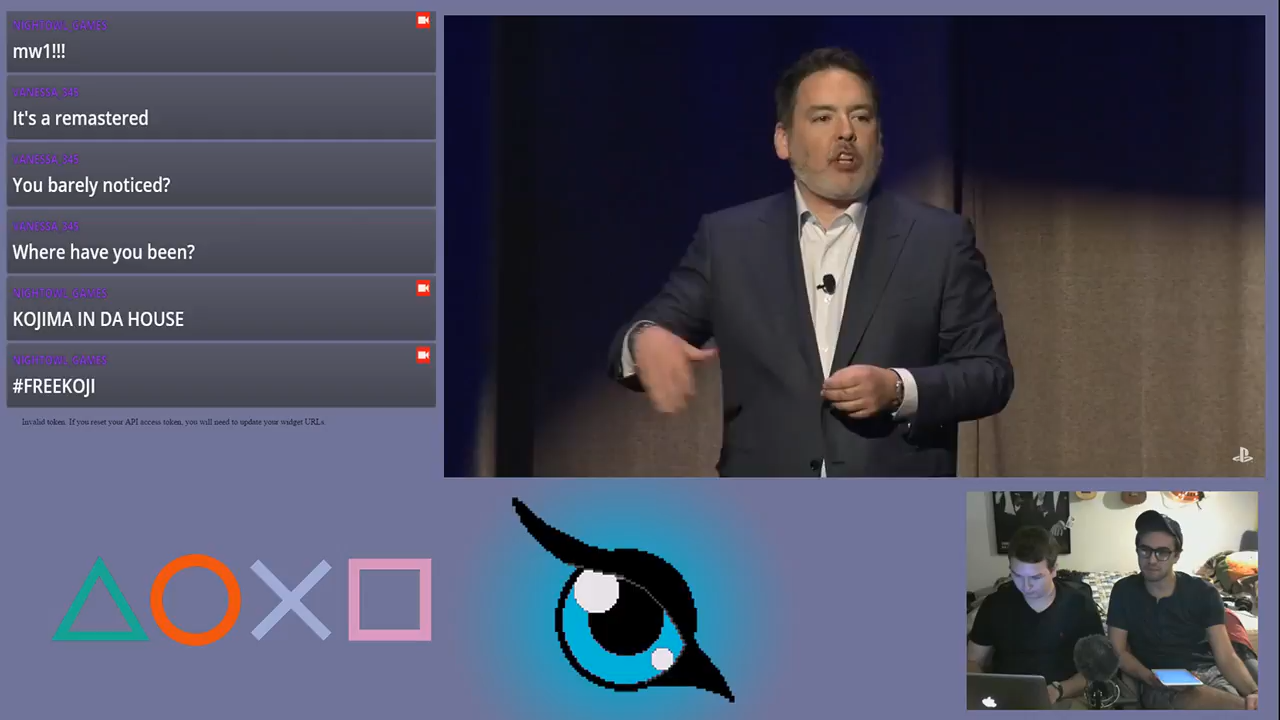 NIGHTOWL_GAMES
mw1!!!
VANESSA_345
It's a remastered
VANESSA_345
You barely noticed?
VANESSA_345
Where have you been?
NIGHTOWL_GAMES
KOJIMA IN DA HOUSE
NIGHTOWL_GAMES
#FREEKOJI
Invalid token. If you reset your API access token, you will need to update your widget URLs.